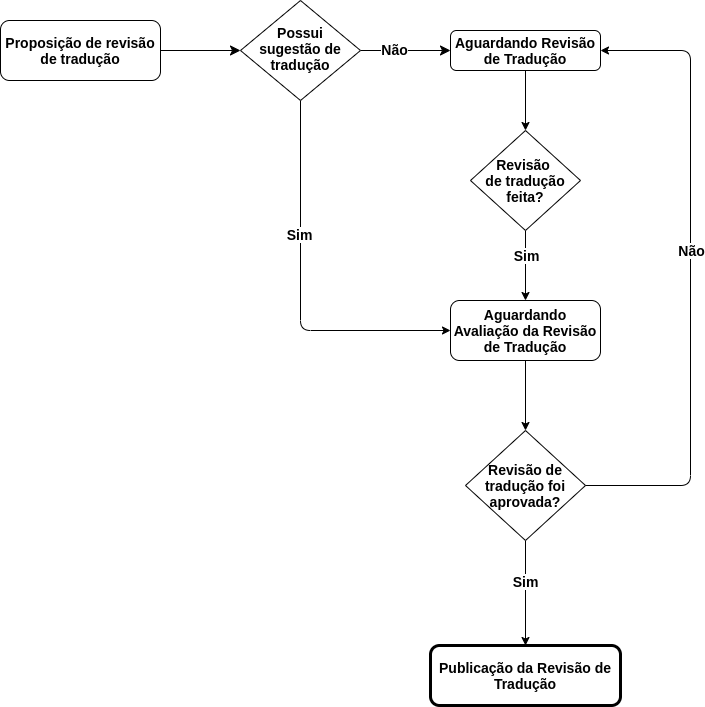 Proposição de revisão
de tradução
Possui
sugestão de
tradução
Não
Aguardando Revisão
de Tradução
Revisão
de tradução
feita?
Sim
Sim
Não
Aguardando
Avaliação da Revisão
de Tradução
Revisão de
tradução foi
aprovada?
Sim
Publicação da Revisão de
Tradução